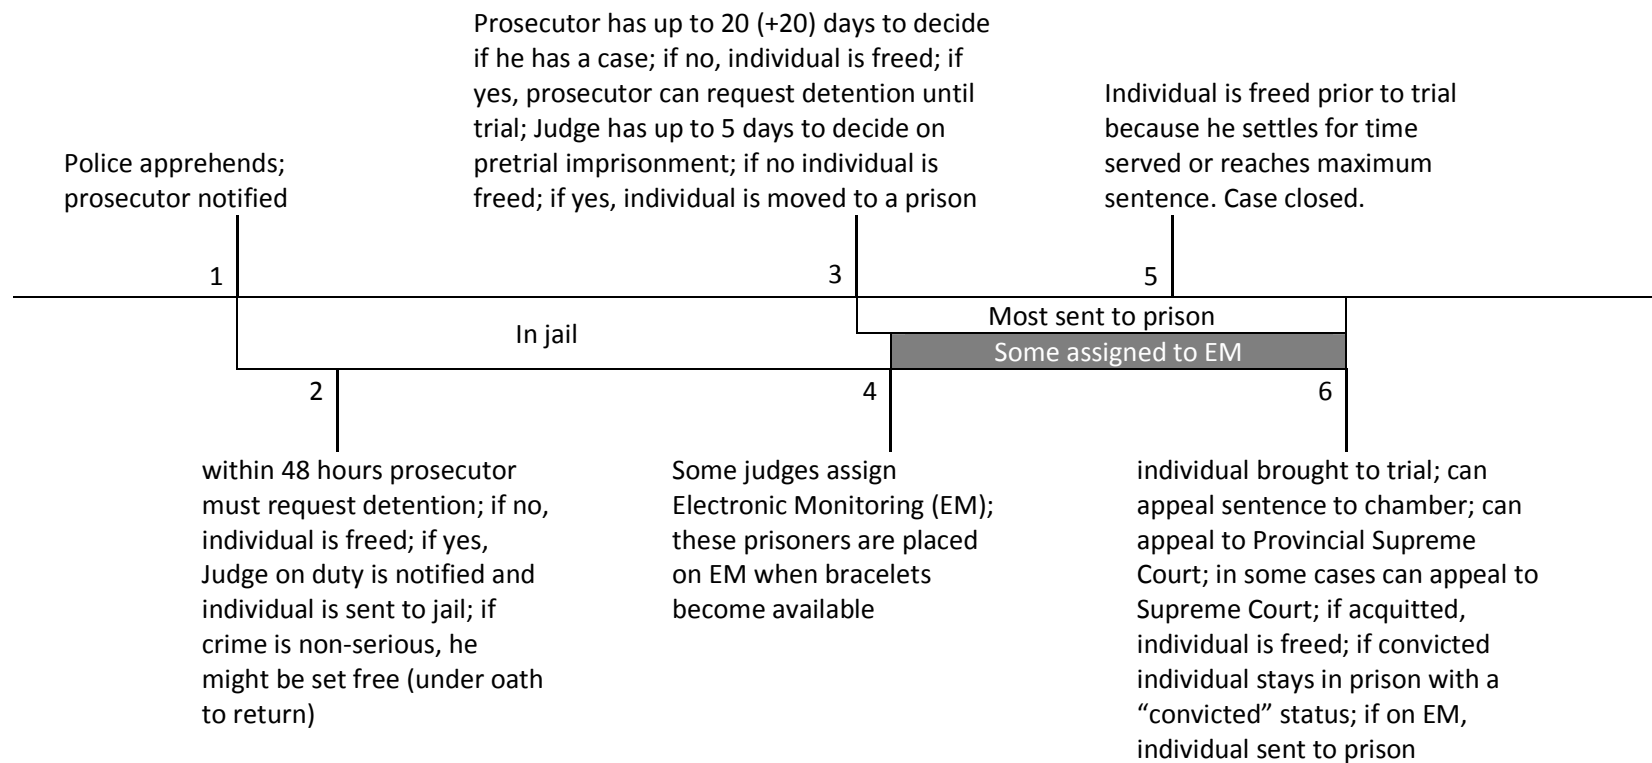 Police apprehends;
prosecutor notified
Prosecutor has up to 20 (+20) days to decide
if he has a case; if no, individual is freed; if
yes, prosecutor can request detention until
trial; Judge has up to 5 days to decide on
pretrial imprisonment; if no individual is
freed; if yes, individual is moved to a prison
Individual is freed prior to trial
because he settles for time
served or reaches maximum
sentence. Case closed.
1
3
5
In jail
Most sent to prison
Some assigned to EM
2
4
6
within 48 hours prosecutor
must request detention; if no,
individual is freed; if yes,
Judge on duty is notified and
individual is sent to jail; if
crime is non-serious, he
might be set free (under oath
to return)
Some judges assign
Electronic Monitoring (EM);
these prisoners are placed
on EM when bracelets
become available
individual brought to trial; can
appeal sentence to chamber; can
appeal to Provincial Supreme
Court; in some cases can appeal to
Supreme Court; if acquitted,
individual is freed; if convicted
individual stays in prison with a
“convicted” status; if on EM,
individual sent to prison